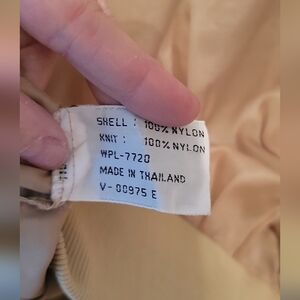 SHELL : 100% NYLON
KNIT : 100% NYLON
WPL-7720
MADE IN THAILAND
V-00975 E